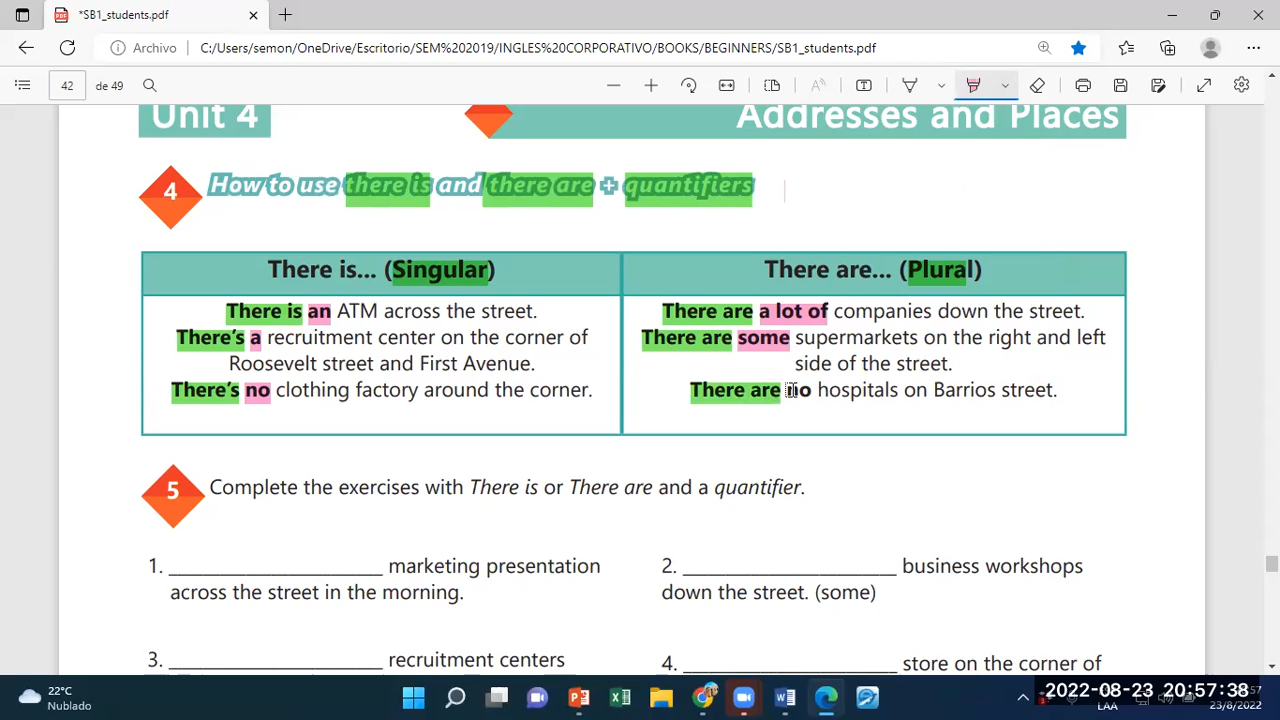 *SB1_students.pdf
Archivo
C:/Users/semon/OneDrive/Escritorio/SEM%202019/INGLES%20CORPORATIVO/BOOKS/BEGINNERS/SB1_students.pdf
42 de 49
Unit 4
Addresses and Places
4 How to use there is and there are + quantifiers
There is... (Singular)
There are... (Plural)
There is an ATM across the street.
There's a recruitment center on the corner of
Roosevelt street and First Avenue.
There's no clothing factory around the corner.
There are a lot of companies down the street.
There are some supermarkets on the right and left
side of the street.
There are no hospitals on Barrios street.
5 Complete the exercises with There is or There are and a quantifier.
1. ____________________ marketing presentation
across the street in the morning.
2. ____________________ business workshops
down the street. (some)
3. ____________________ recruitment centers
4. ____________________ store on the corner of
22°C
Nublado
2022-08-23 20:57:38
LAA
23/8/2022